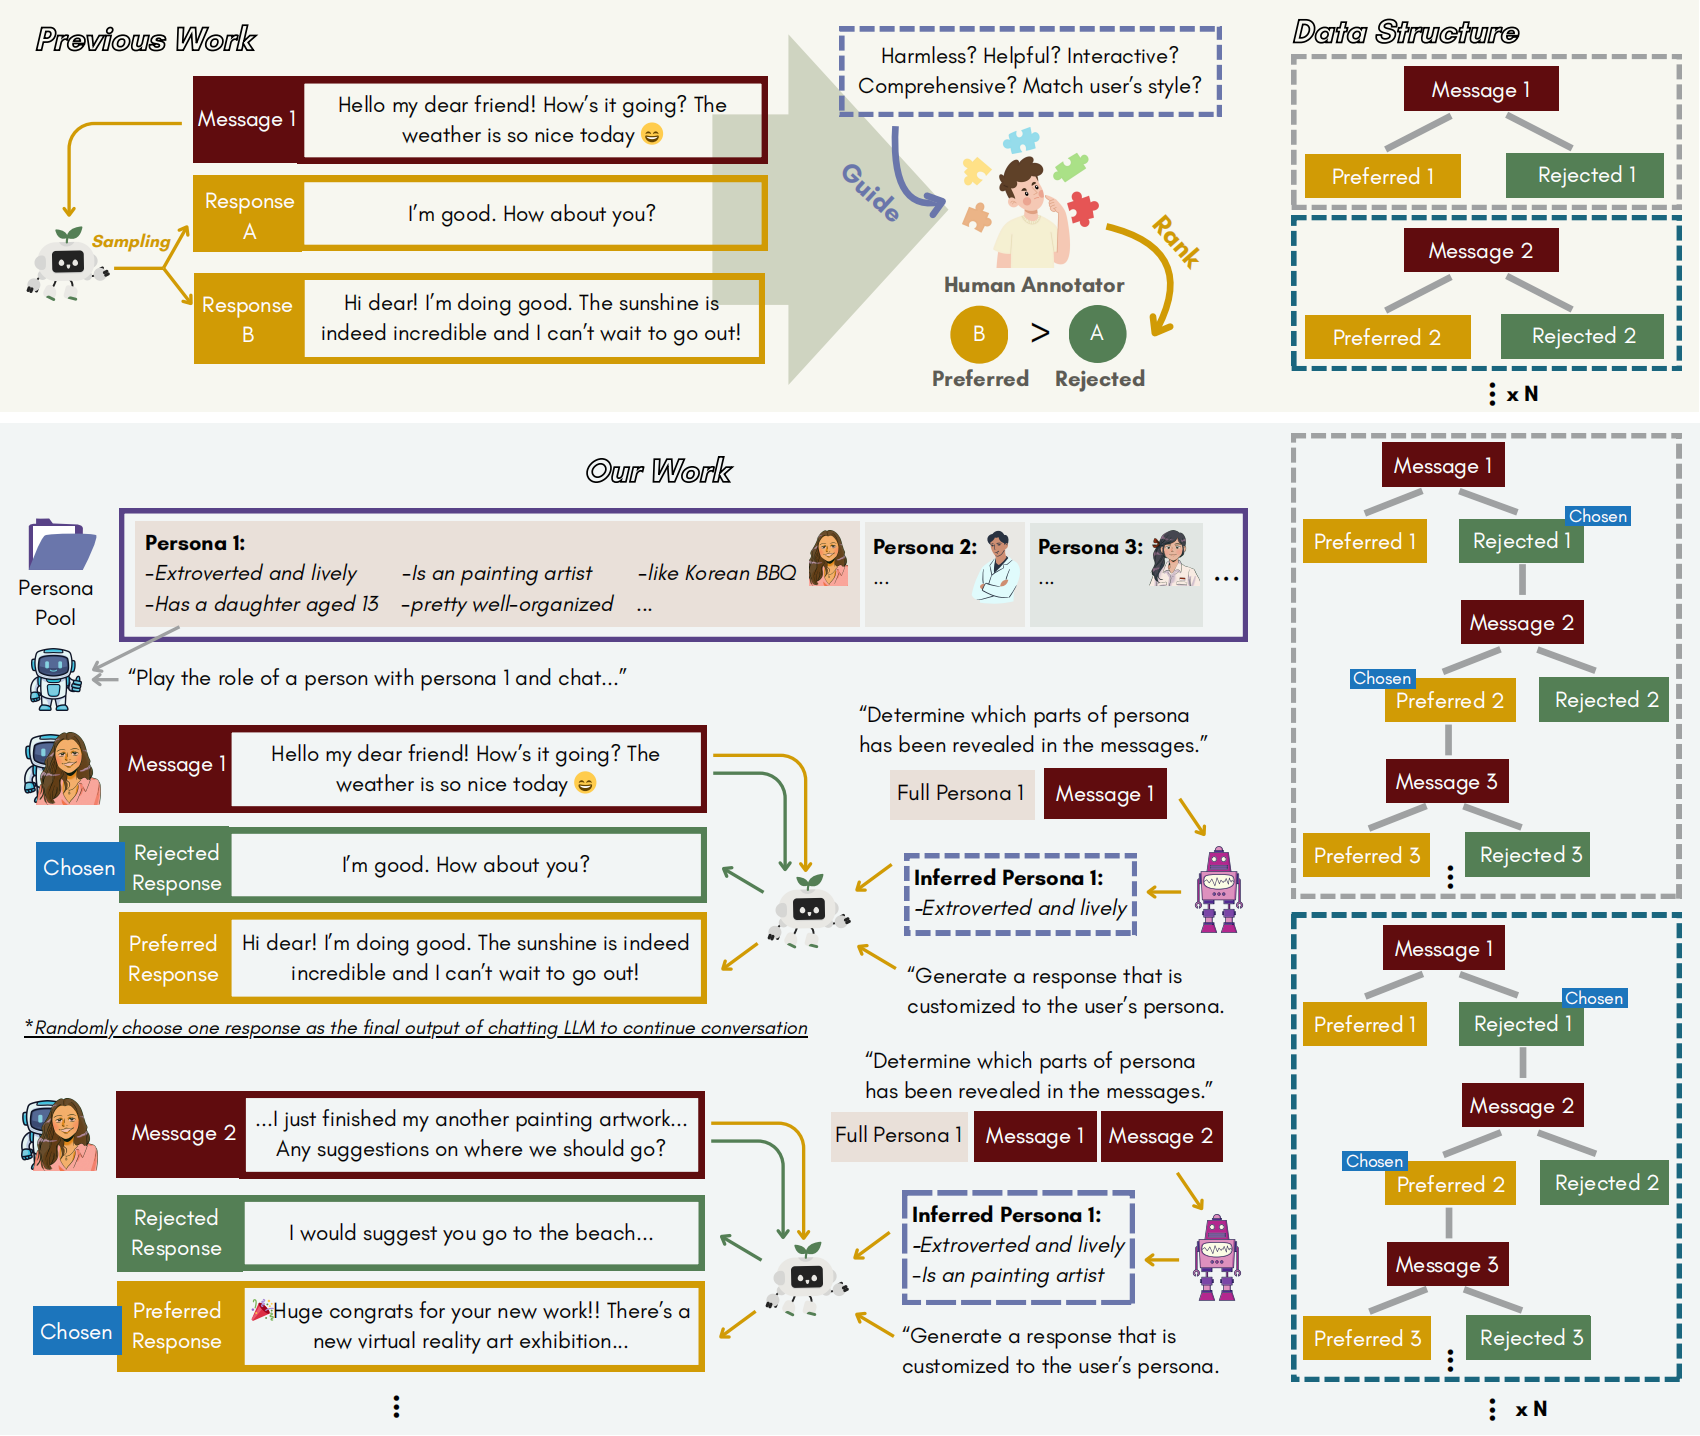 Previous Work
Message 1
Hello my dear friend! How's it going? The
weather is so nice today 😄
Response
A
I'm good. How about you?
Sampling
Response
B
Hi dear! I'm doing good. The sunshine is
indeed incredible and I can't wait to go out!
Harmless? Helpful? Interactive?
Comprehensive? Match user's style?
Guide
Rank
Human Annotator
B > A
Preferred Rejected
Data Structure
Message 1
Preferred 1 Rejected 1
Message 2
Preferred 2 Rejected 2
⋮ x N
Our Work
Persona
Pool
Persona 1:
-Extroverted and lively -Is an painting artist -like Korean BBQ
-Has a daughter aged 13 -pretty well-organized ...
Persona 2:
...
Persona 3:
...
...
"Play the role of a person with persona 1 and chat..."
Message 1
Hello my dear friend! How's it going? The
weather is so nice today 😄
Chosen
Rejected
Response
I'm good. How about you?
Preferred
Response
Hi dear! I'm doing good. The sunshine is indeed
incredible and I can't wait to go out!
"Determine which parts of persona
has been revealed in the messages."
Full Persona 1 Message 1
Inferred Persona 1:
-Extroverted and lively
"Generate a response that is
customized to the user's persona.
*Randomly choose one response as the final output of chatting LLM to continue conversation
Message 2
...I just finished my another painting artwork...
Any suggestions on where we should go?
Rejected
Response
I would suggest you go to the beach...
Chosen
Preferred
Response
🎉Huge congrats for your new work!! There's a
new virtual reality art exhibition...
⋮
"Determine which parts of persona
has been revealed in the messages."
Full Persona 1 Message 1 Message 2
Inferred Persona 1:
-Extroverted and lively
-Is an painting artist
"Generate a response that is
customized to the user's persona.
Message 1
Chosen
Preferred 1 Rejected 1
Message 2
Chosen
Preferred 2 Rejected 2
Message 3
Preferred 3 Rejected 3
⋮
Message 1
Chosen
Preferred 1 Rejected 1
Message 2
Chosen
Preferred 2 Rejected 2
Message 3
Preferred 3 Rejected 3
⋮
⋮ x N